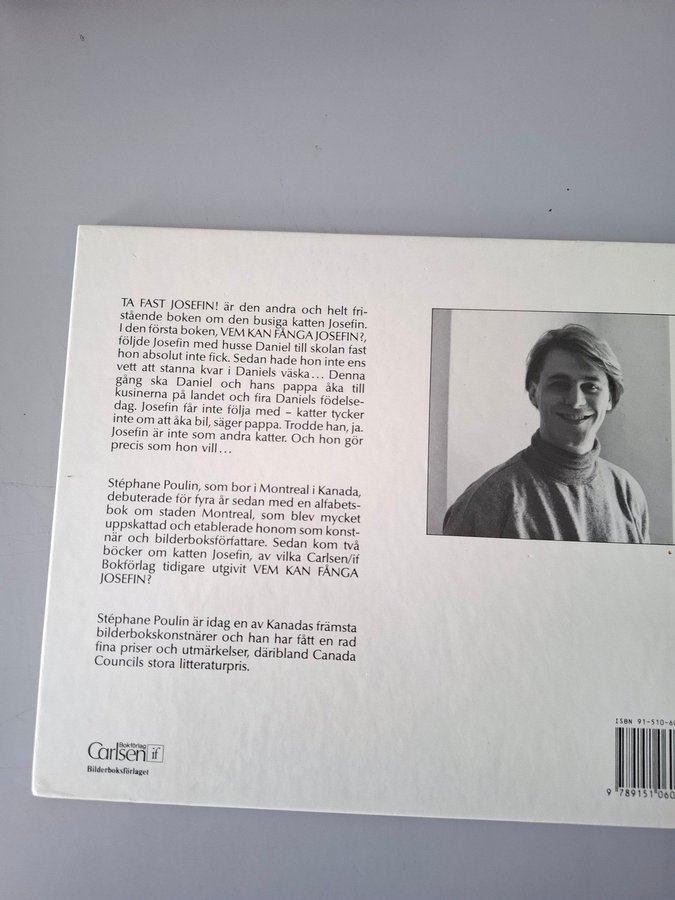 TA FAST JOSEFIN! är den andra och helt fri-
stående boken om den busiga katten Josefin.
I den första boken, VEM KAN FÅNGA JOSEFIN?,
följde Josefin med husse Daniel till skolan fast
hon absolut inte fick. Sedan hade hon inte ens
vett att stanna kvar i Daniels väska... Denna
gång ska Daniel och hans pappa åka till
kusinerna på landet och fira Daniels födelse-
dag. Josefin får inte följa med – katter tycker
inte om att åka bil, säger pappa. Trodde han, ja.
Josefin är inte som andra katter. Och hon gör
precis som hon vill...
Stéphane Poulin, som bor i Montreal i Kanada,
debuterade för fyra år sedan med en alfabets-
bok om staden Montreal, som blev mycket
uppskattad och etablerade honom som konst-
när och bilderboksförfattare. Sedan kom två
böcker om katten Josefin, av vilka Carlsen/if
Bokförlag tidigare utgivit VEM KAN FÅNGA
JOSEFIN?
Stéphane Poulin är idag en av Kanadas främsta
bilderbokskonstnärer och han har fått en rad
fina priser och utmärkelser, däribland Canada
Councils stora litteraturpris.
ISBN 91-510-
9 789151 060
Bokförlag
Carlsen if
Bilderboksförlaget